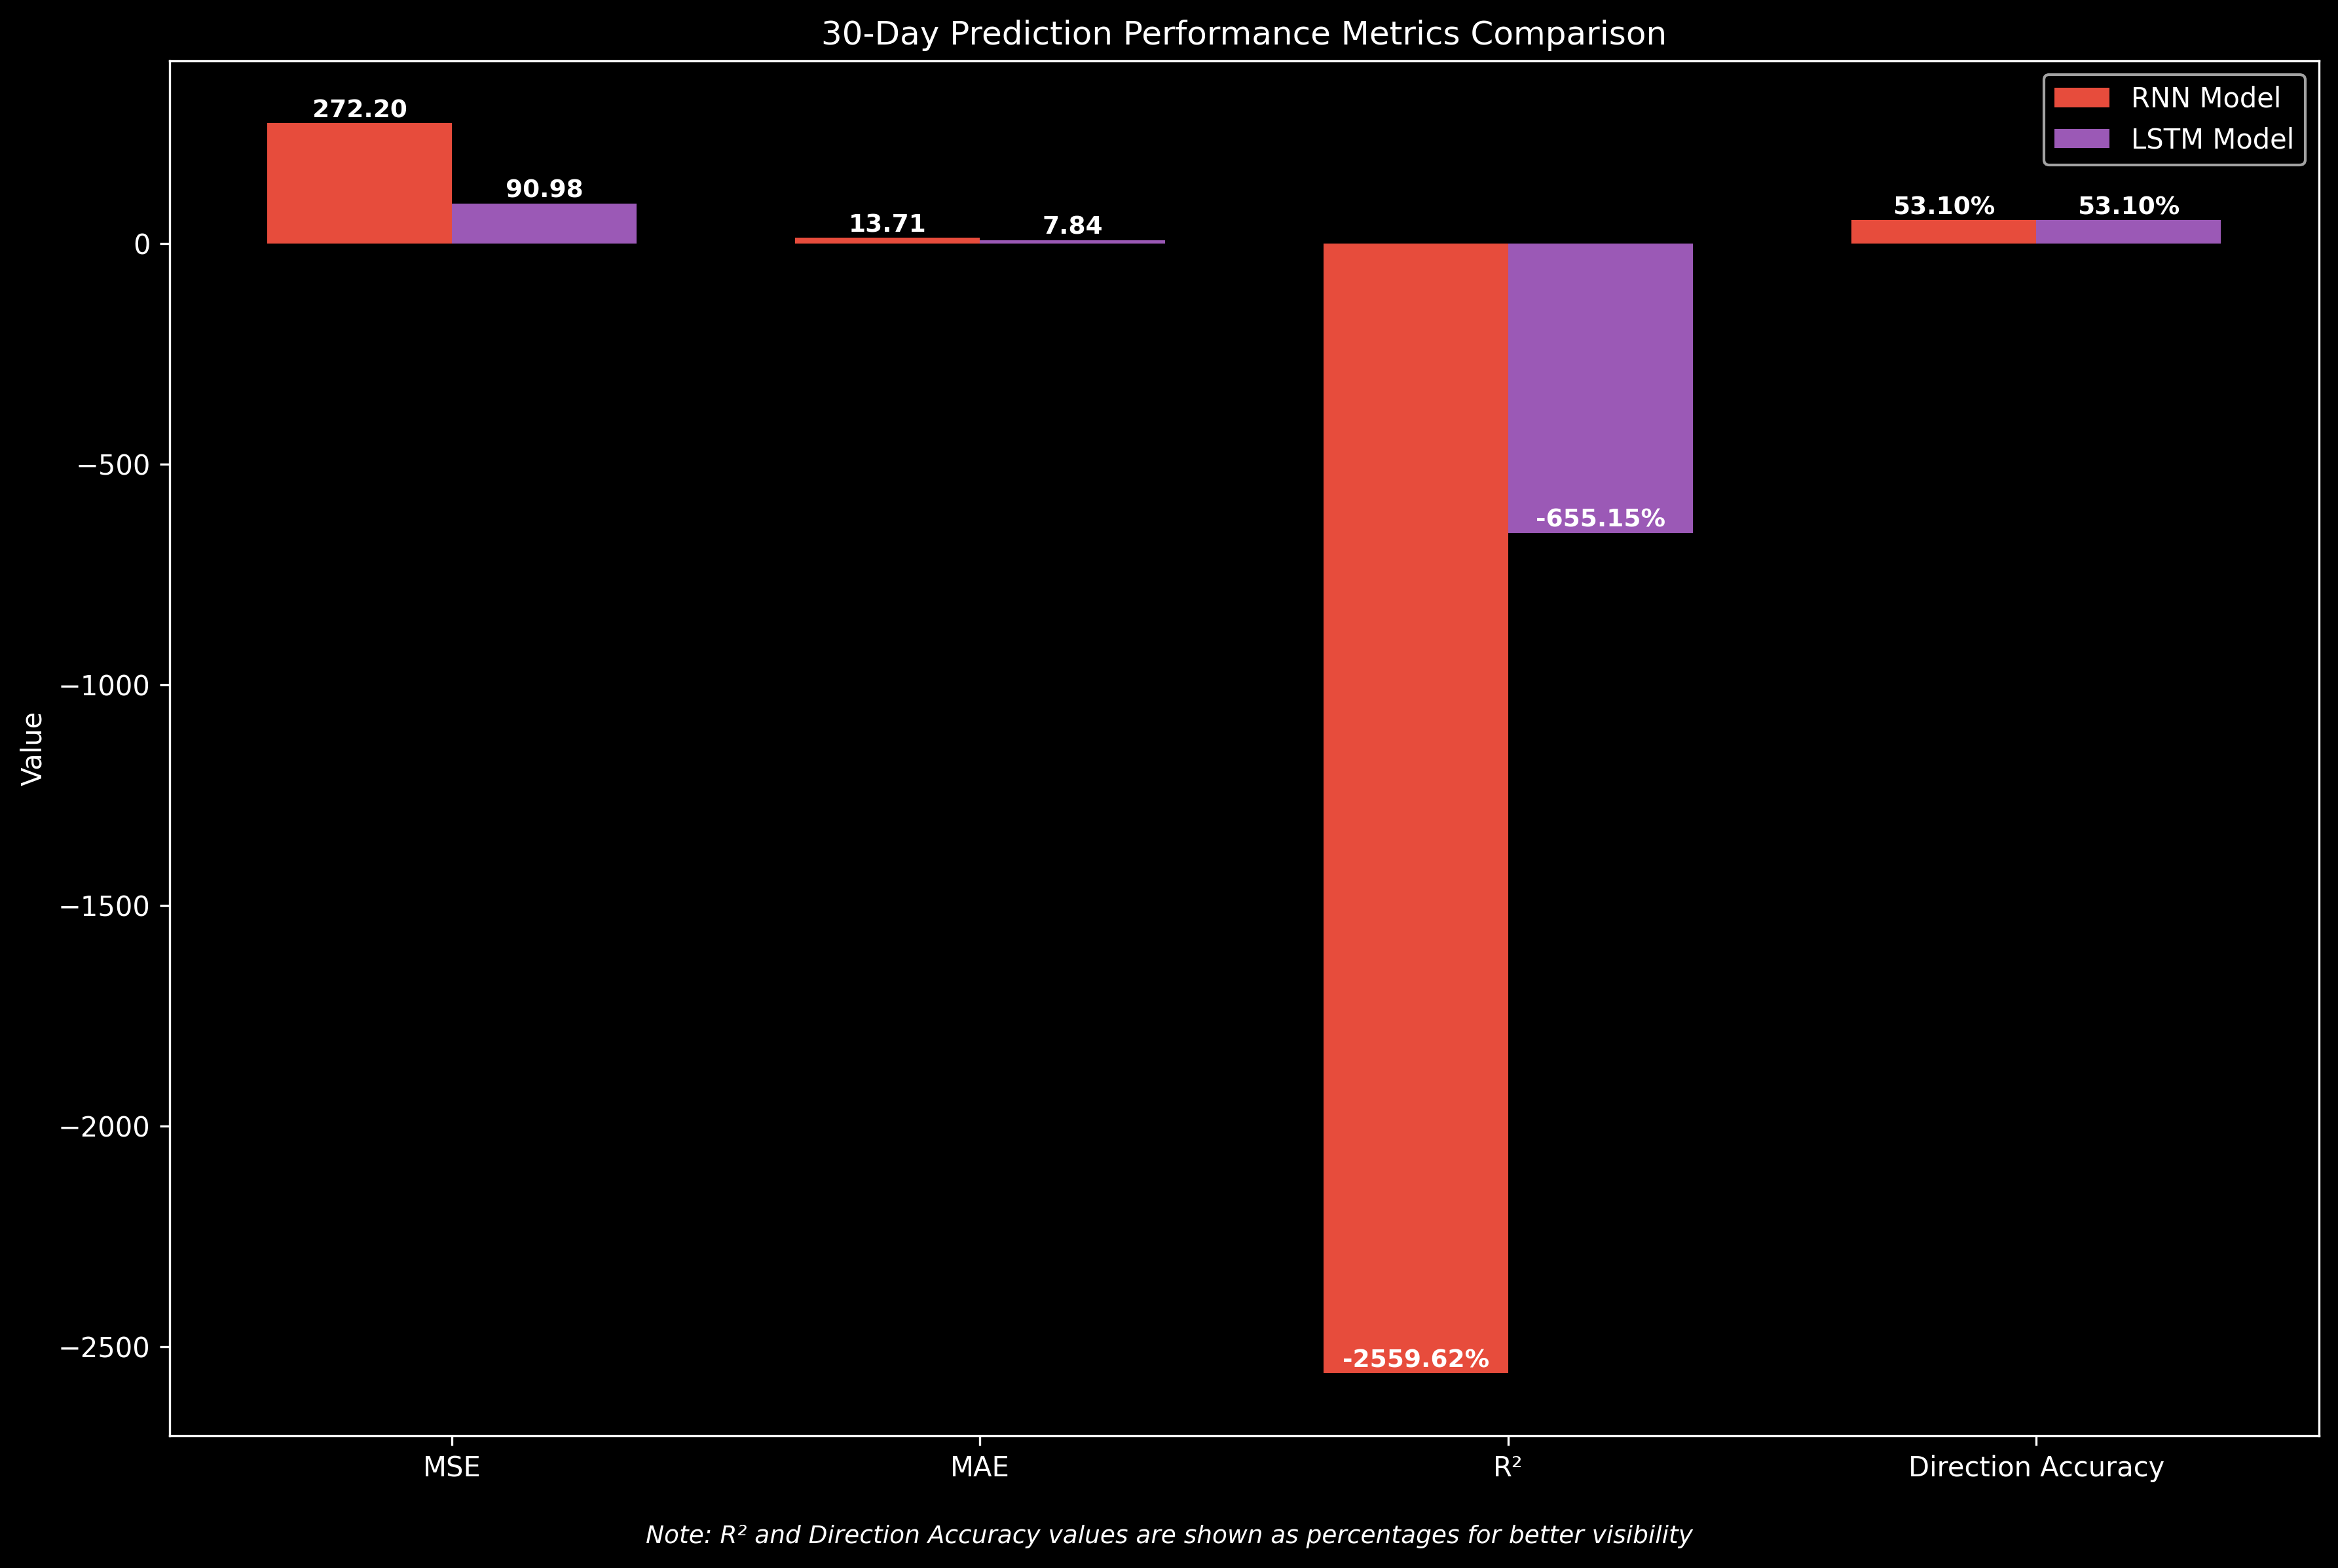 30-Day Prediction Performance Metrics Comparison
RNN Model
LSTM Model
272.20
90.98
13.71
7.84
53.10%
53.10%
-655.15%
-2559.62%
0
−500
−1000
−1500
−2000
−2500
Value
MSE
MAE
R²
Direction Accuracy
Note: R² and Direction Accuracy values are shown as percentages for better visibility